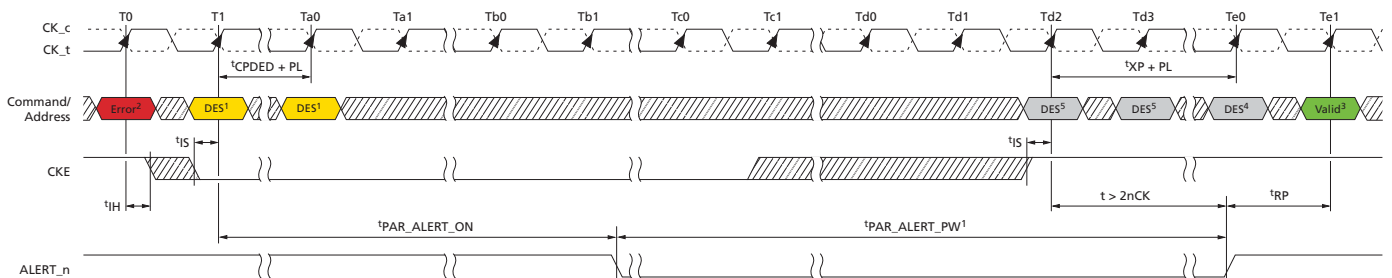 T0 T1 Ta0 Ta1 Tb0 Tb1 Tc0 Tc1 Td0 Td1 Td2 Td3 Te0 Te1
CK_c
CK_t
tCPDED + PL
tXP + PL
Command/
Address
Error2
DES1
DES1
DES5
DES5
DES4
Valid3
tIS
tIS
CKE
tIH
t > 2nCK
tRP
tPAR_ALERT_ON
tPAR_ALERT_PW1
ALERT_n